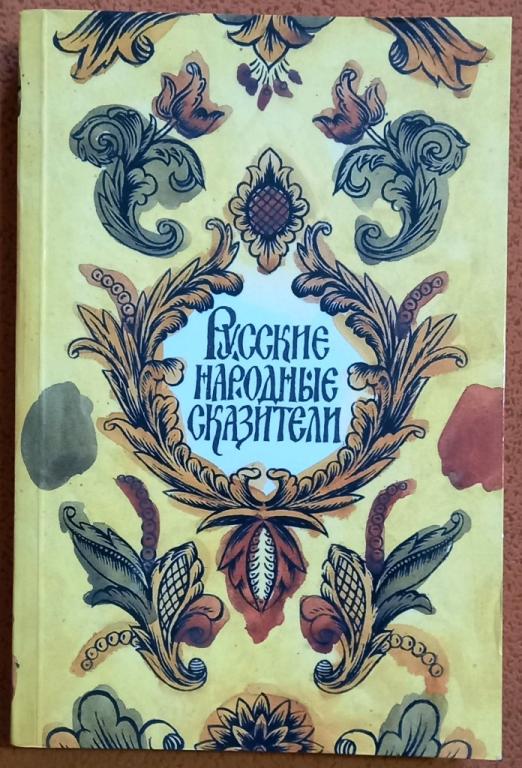 Русские
народные
сказители